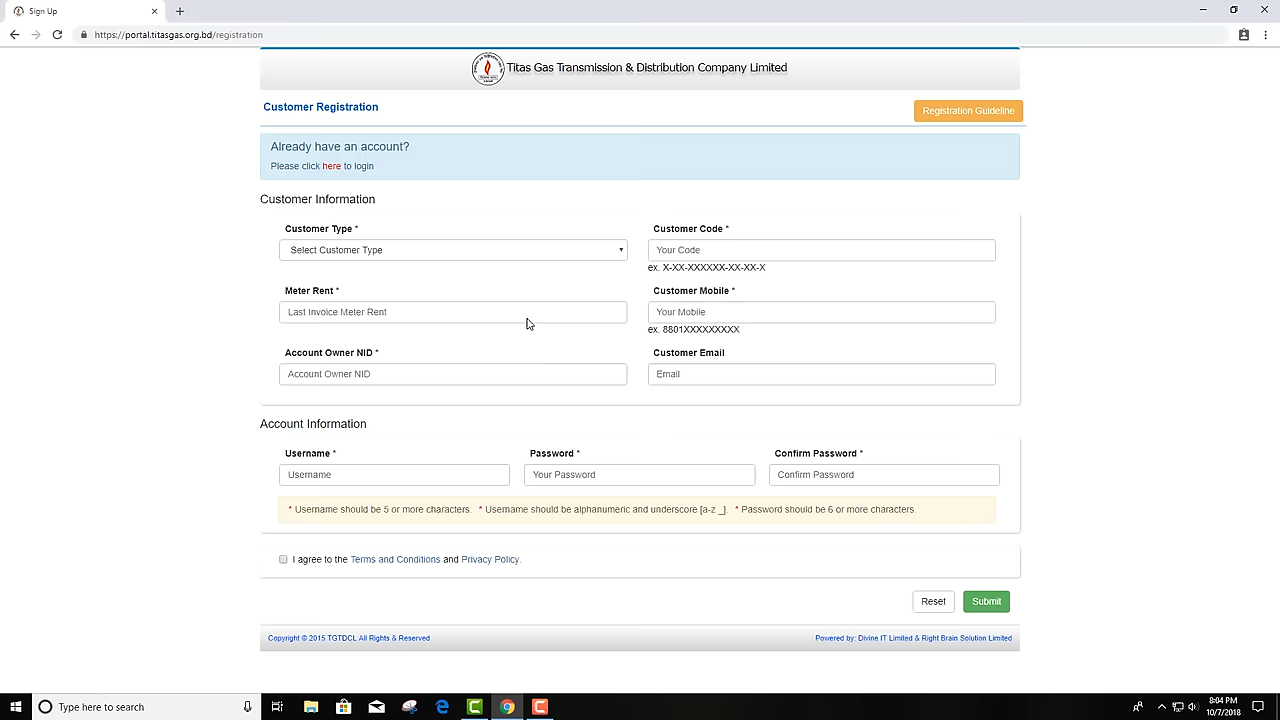 Sign Up
https://portal.titasgas.org.bd/registration
Titas Gas Transmission & Distribution Company Limited
Customer Registration
Registration Guideline
Already have an account?
Please click here to login
Customer Information
Customer Type * Customer Code *
Select Customer Type Your Code
ex. X-XX-XXXXXX-XX-XX-X
Meter Rent * Customer Mobile *
Last Invoice Meter Rent Your Mobile
ex. 8801XXXXXXXXX
Account Owner NID * Customer Email
Account Owner NID Email
Account Information
Username * Password * Confirm Password *
Username Your Password Confirm Password
* Username should be 5 or more characters. * Username should be alphanumeric and underscore [a-z _]. * Password should be 6 or more characters.
I agree to the Terms and Conditions and Privacy Policy.
Reset Submit
Copyright © 2015 TGTDCL All Rights & Reserved Powered by: Divine IT Limited & Right Brain Solution Limited
Type here to search
8:04 PM
10/7/2018